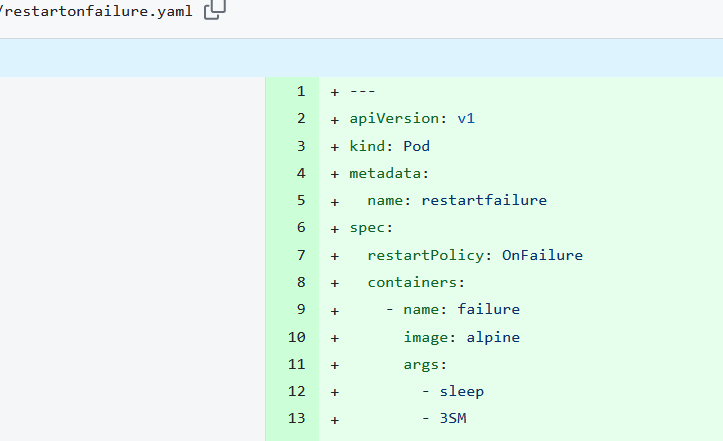 /restartonfailure.yaml
1 + ---
2 + apiVersion: v1
3 + kind: Pod
4 + metadata:
5 +   name: restartfailure
6 + spec:
7 +   restartPolicy: OnFailure
8 +   containers:
9 +     - name: failure
10 +       image: alpine
11 +       args:
12 +         - sleep
13 +         - 3SM